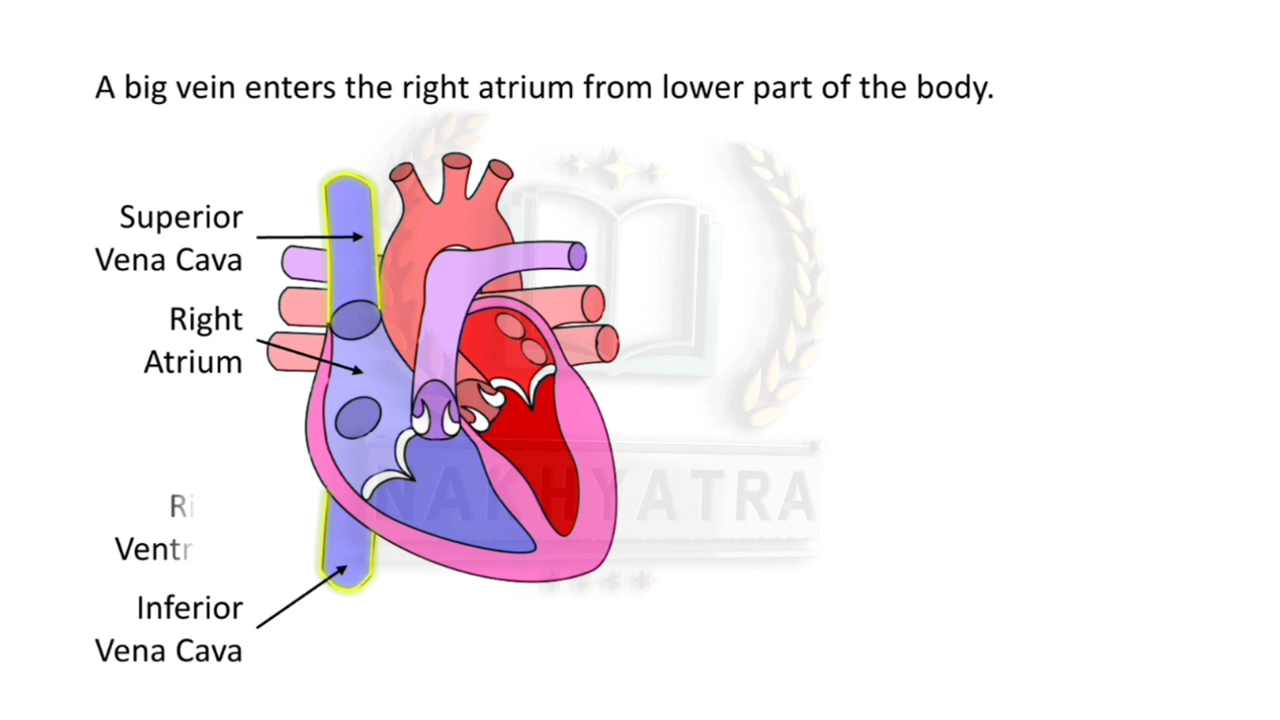 A big vein enters the right atrium from lower part of the body.
Superior
Vena Cava
Right
Atrium
Ri
Ventr
Inferior
Vena Cava
NAKHYATRA